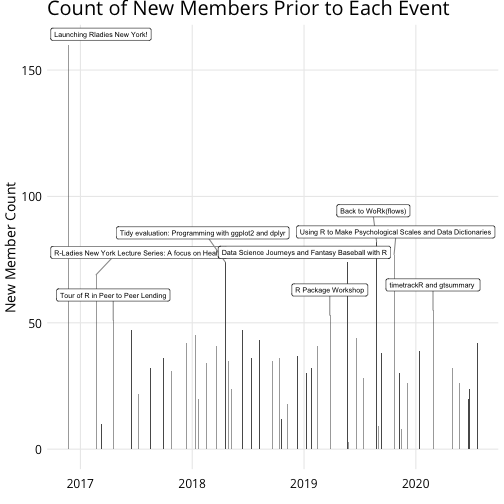 Count of New Members Prior to Each Event
Launching Rladies New York!
150
Back to WoRk(flows)
100
Tidy evaluation: Programming with ggplot2 and dplyr
Using R to Make Psychological Scales and Data Dictionaries
R-Ladies New York Lecture Series: A focus on
Data Science Journeys and Fantasy Baseball with R
Tour of R in Peer to Peer Lending
R Package Workshop
timetrackR and gtsummary
50
0
New Member Count
2017
2018
2019
2020